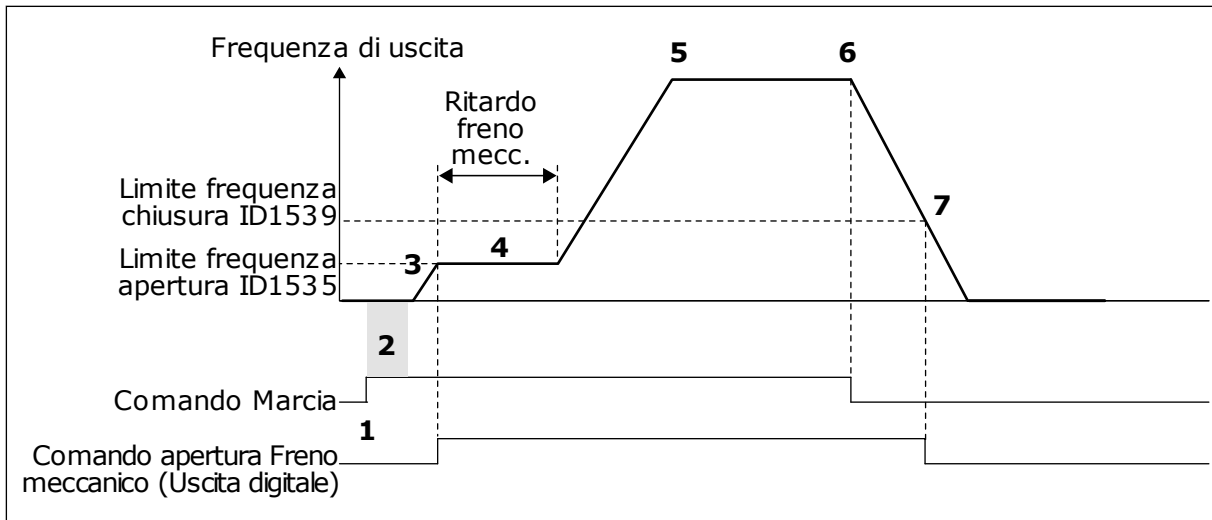 Frequenza di uscita
5
6
Ritardo
freno
mecc.
Limite frequenza
chiusura ID1539
7
Limite frequenza
apertura ID1535
3
4
2
Comando Marcia
1
Comando apertura Freno
meccanico (Uscita digitale)